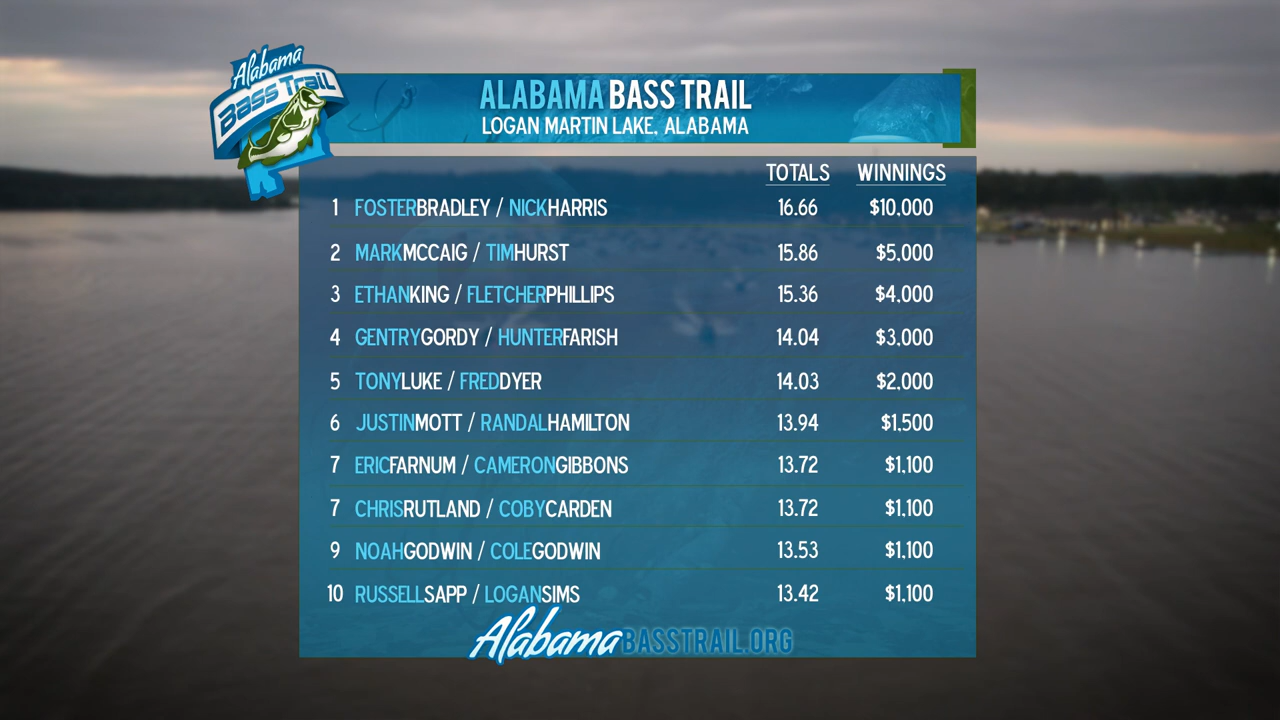 Alabama
Bass Trail
ALABAMA BASS TRAIL
LOGAN MARTIN LAKE, ALABAMA
TOTALS WINNINGS
1 FOSTERBRADLEY / NICKHARRIS 16.66 $10,000
2 MARKMCCAIG / TIMHURST 15.86 $5,000
3 ETHANKING / FLETCHERPHILLIPS 15.36 $4,000
4 GENTRYGORDY / HUNTERFARISH 14.04 $3,000
5 TONYLUKE / FREDDYER 14.03 $2,000
6 JUSTINMOTT / RANDALHAMILTON 13.94 $1,500
7 ERICFARNUM / CAMERONGIBBONS 13.72 $1,100
7 CHRISRUTLAND / COBYCARDEN 13.72 $1,100
9 NOAHGODWIN / COLEGODWIN 13.53 $1,100
10 RUSSELLSAPP / LOGANSIMS 13.42 $1,100
AlabamaBASSTRAIL.ORG